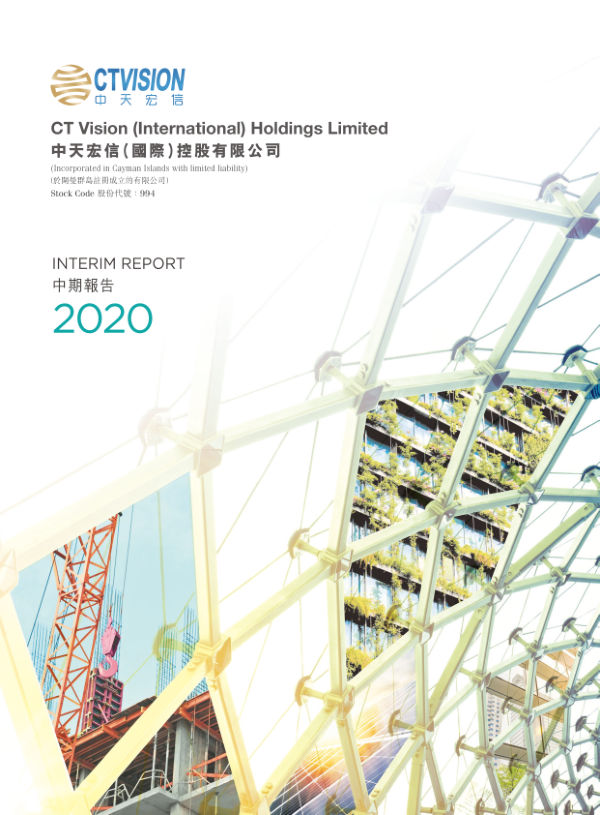 CTVISION
中天宏信
CT Vision (International) Holdings Limited
中天宏信(國際)控股有限公司
(Incorporated in Cayman Islands with limited liability)
(於開曼群島註冊成立的有限公司)
Stock Code 股份代號：994
INTERIM REPORT
中期報告
2020